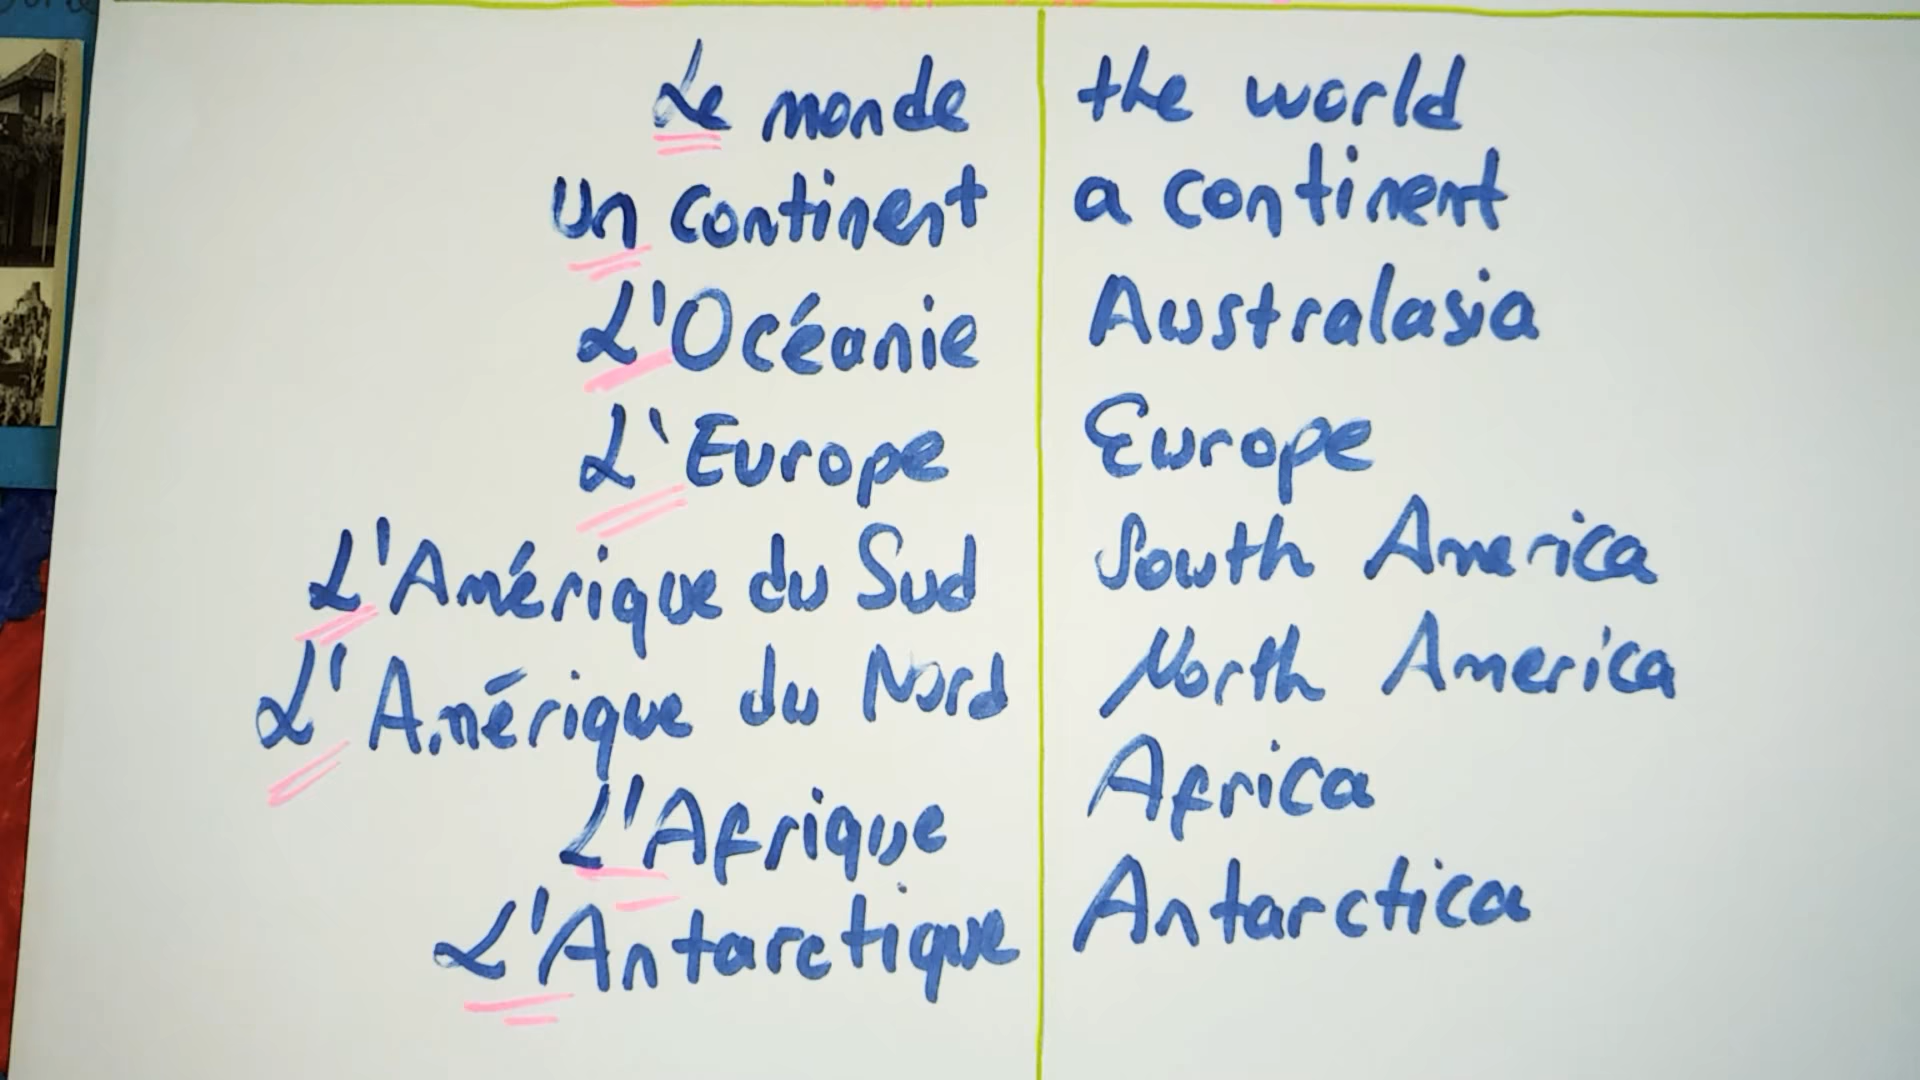 Le monde the world
un continent a continent
L'Océanie Australasia
L'Europe Europe
L'Amérique du Sud South America
L'Amérique du Nord North America
L'Afrique Africa
L'Antarctique Antarctica